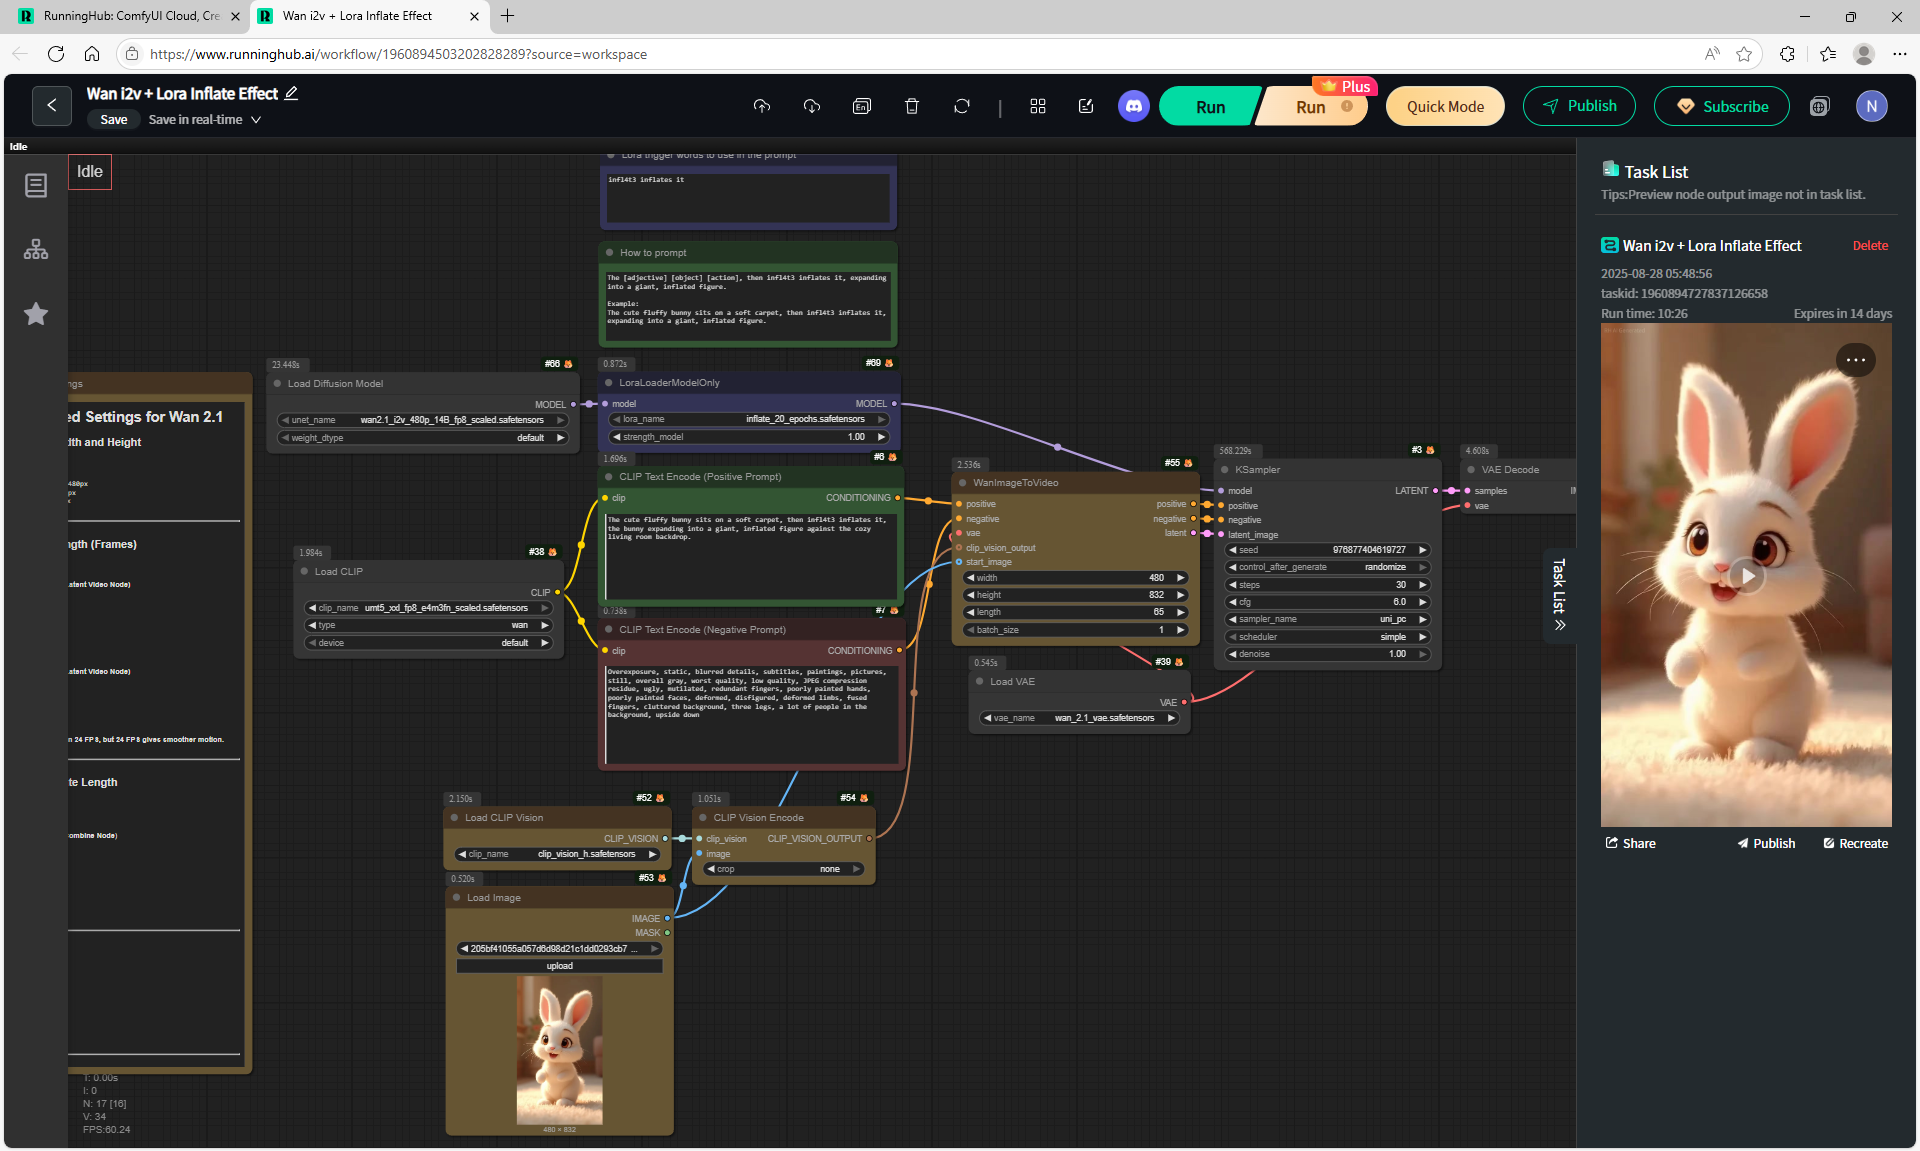 RunningHub: ComfyUI Cloud, Cre
Wan i2v + Lora Inflate Effect
https://www.runninghub.ai/workflow/1960894503202828289?source=workspace
Wan i2v + Lora Inflate Effect
Save
Save in real-time
En
Run
Run
Plus
Quick Mode
Publish
Subscribe
N
Idle
Idle
Lora trigger words to use in the prompt
infl4t3 inflates it
How to prompt
The [adjective] [object] [action], then infl4t3 inflates it, expanding
into a giant, inflated figure.
Example:
The cute fluffy bunny sits on a soft carpet, then infl4t3 inflates it,
expanding into a giant, inflated figure.
ngs
ed Settings for Wan 2.1
dth and Height
480px
px
x
ngth (Frames)
atent Video Node)
atent Video Node)
n 24 FPS, but 24 FPS gives smoother motion.
te Length
ombine Node)
23.448s
#66
Load Diffusion Model
MODEL
unet_name
wan2.1_i2v_480p_14B_fp8_scaled.safetensors
weight_dtype
default
0.872s
#69
LoraLoaderModelOnly
model
MODEL
lora_name
inflate_20_epochs.safetensors
strength_model
1.00
1.696s
#6
CLIP Text Encode (Positive Prompt)
clip
CONDITIONING
The cute fluffy bunny sits on a soft carpet, then infl4t3 inflates it,
the bunny expanding into a giant, inflated figure against the cozy
living room backdrop.
1.984s
#38
Load CLIP
CLIP
clip_name
umt5_xxl_fp8_e4m3fn_scaled.safetensors
type
wan
device
default
0.738s
#7
CLIP Text Encode (Negative Prompt)
clip
CONDITIONING
Overexposure, static, blurred details, subtitles, paintings, pictures,
still, overall gray, worst quality, low quality, JPEG compression
residue, ugly, mutilated, redundant fingers, poorly painted hands,
poorly painted faces, deformed, disfigured, deformed limbs, fused
fingers, cluttered background, three legs, a lot of people in the
background, upside down
2.536s
#55
WanImageToVideo
positive
positive
negative
negative
vae
latent
clip_vision_output
start_image
width
480
height
832
length
65
batch_size
1
568.229s
#3
KSampler
model
LATENT
positive
negative
latent_image
seed
976877404619727
control_after_generate
randomize
steps
30
cfg
6.0
sampler_name
uni_pc
scheduler
simple
denoise
1.00
4.608s
VAE Decode
samples
vae
0.545s
#39
Load VAE
VAE
vae_name
wan_2.1_vae.safetensors
2.150s
#52
Load CLIP Vision
CLIP_VISION
clip_name
clip_vision_h.safetensors
1.051s
#54
CLIP Vision Encode
clip_vision
CLIP_VISION_OUTPUT
image
crop
none
0.520s
#53
Load Image
IMAGE
MASK
205bf41055a057d6d98d21c1dd0293cb7 ...
upload
480 × 832
T: 0.00s
I: 0
N: 17 [16]
V: 34
FPS:60.24
Task List
Task List
Tips:Preview node output image not in task list.
Wan i2v + Lora Inflate Effect
Delete
2025-08-28 05:48:56
taskid: 1960894727837126658
Run time: 10:26
Expires in 14 days
Share
Publish
Recreate